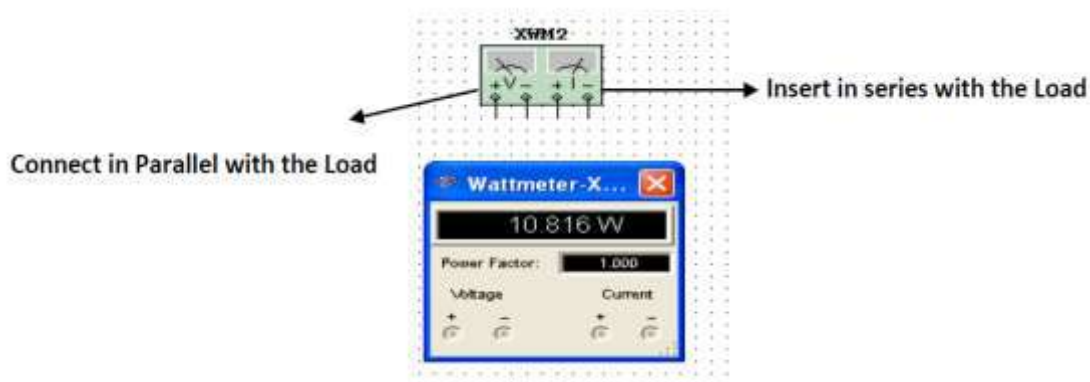 XWM2
+ V - + I -
Insert in series with the Load
Connect in Parallel with the Load
Wattmeter-X...
10.816 W
Power Factor: 1.000
Voltage Current
+ - + -